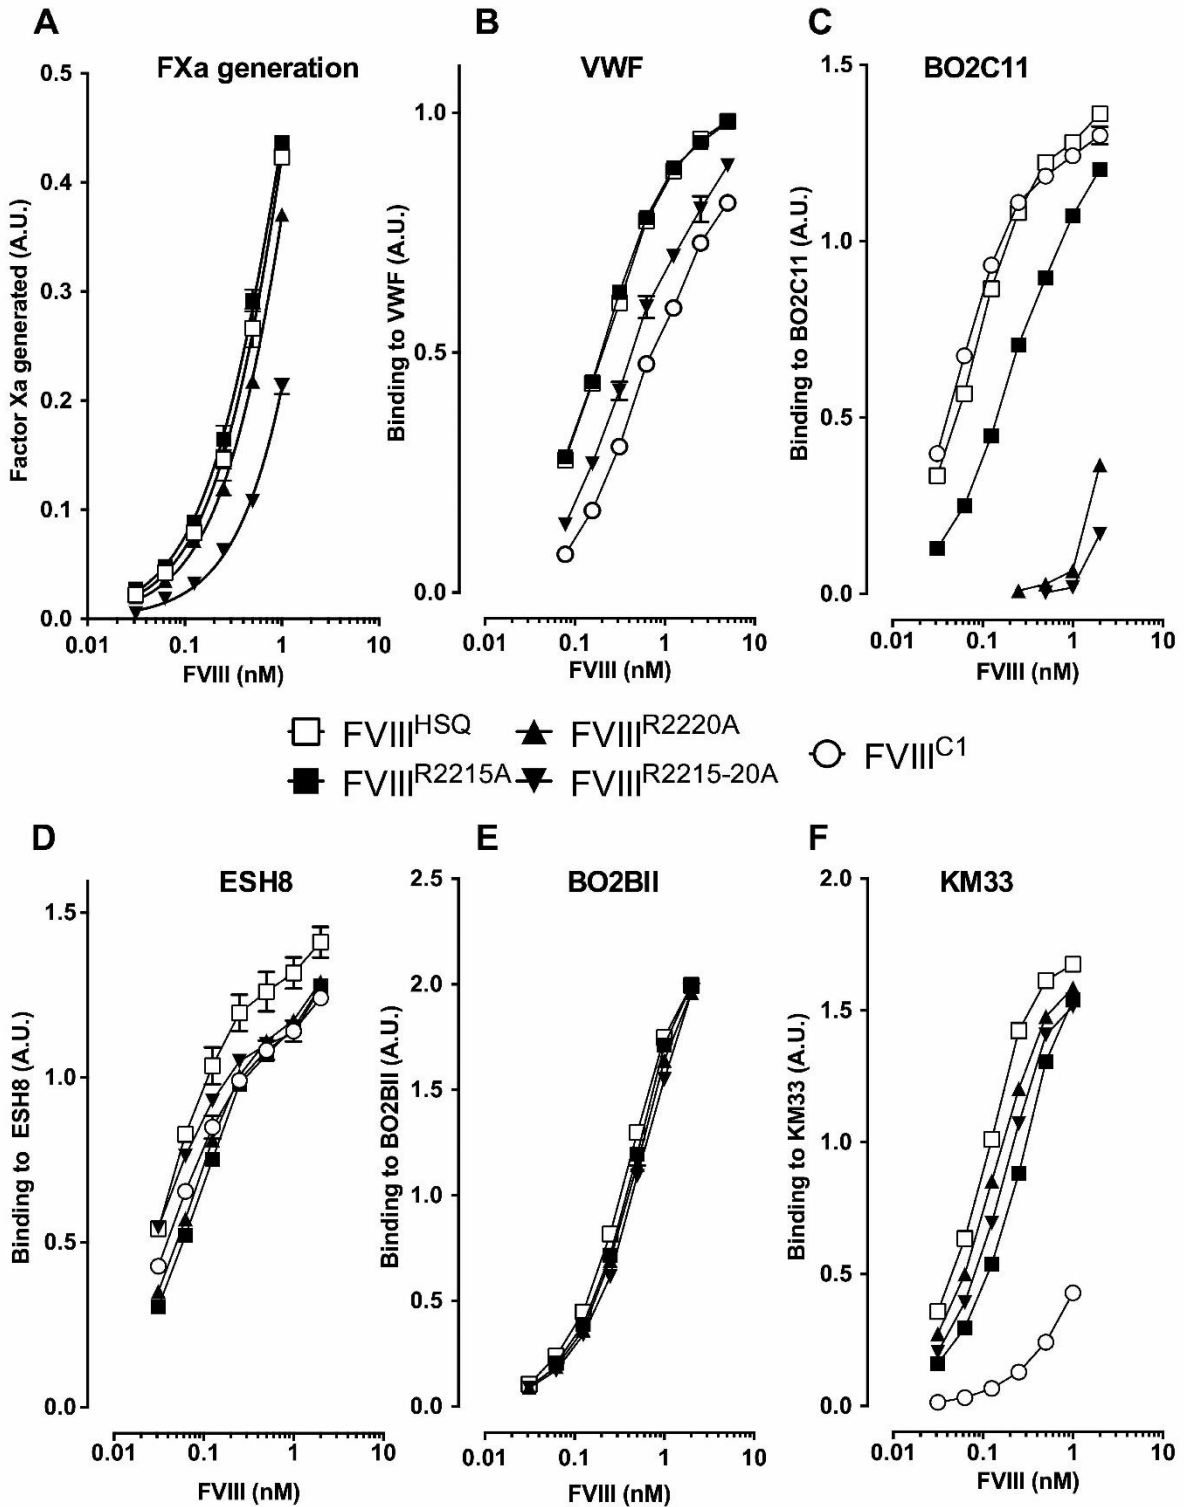 A
B
C
FXa generation
VWF
BO2C11
Factor Xa generated (A.U.)
0.5
0.4
0.3
0.2
0.1
0.0
0.01 0.1 1 10
FVIII (nM)
Binding to VWF (A.U.)
1.0
0.5
0.0
0.01 0.1 1 10
FVIII (nM)
Binding to BO2C11 (A.U.)
1.5
1.0
0.5
0.0
0.01 0.1 1 10
FVIII (nM)
FVIII^HSQ
FVIII^R2220A
FVIII^C1
FVIII^R2215A
FVIII^R2215-20A
D
E
F
ESH8
BO2BII
KM33
Binding to ESH8 (A.U.)
1.5
1.0
0.5
0.0
0.01 0.1 1 10
FVIII (nM)
Binding to BO2BII (A.U.)
2.5
2.0
1.5
1.0
0.5
0.0
0.01 0.1 1 10
FVIII (nM)
Binding to KM33 (A.U.)
2.0
1.5
1.0
0.5
0.0
0.01 0.1 1 10
FVIII (nM)